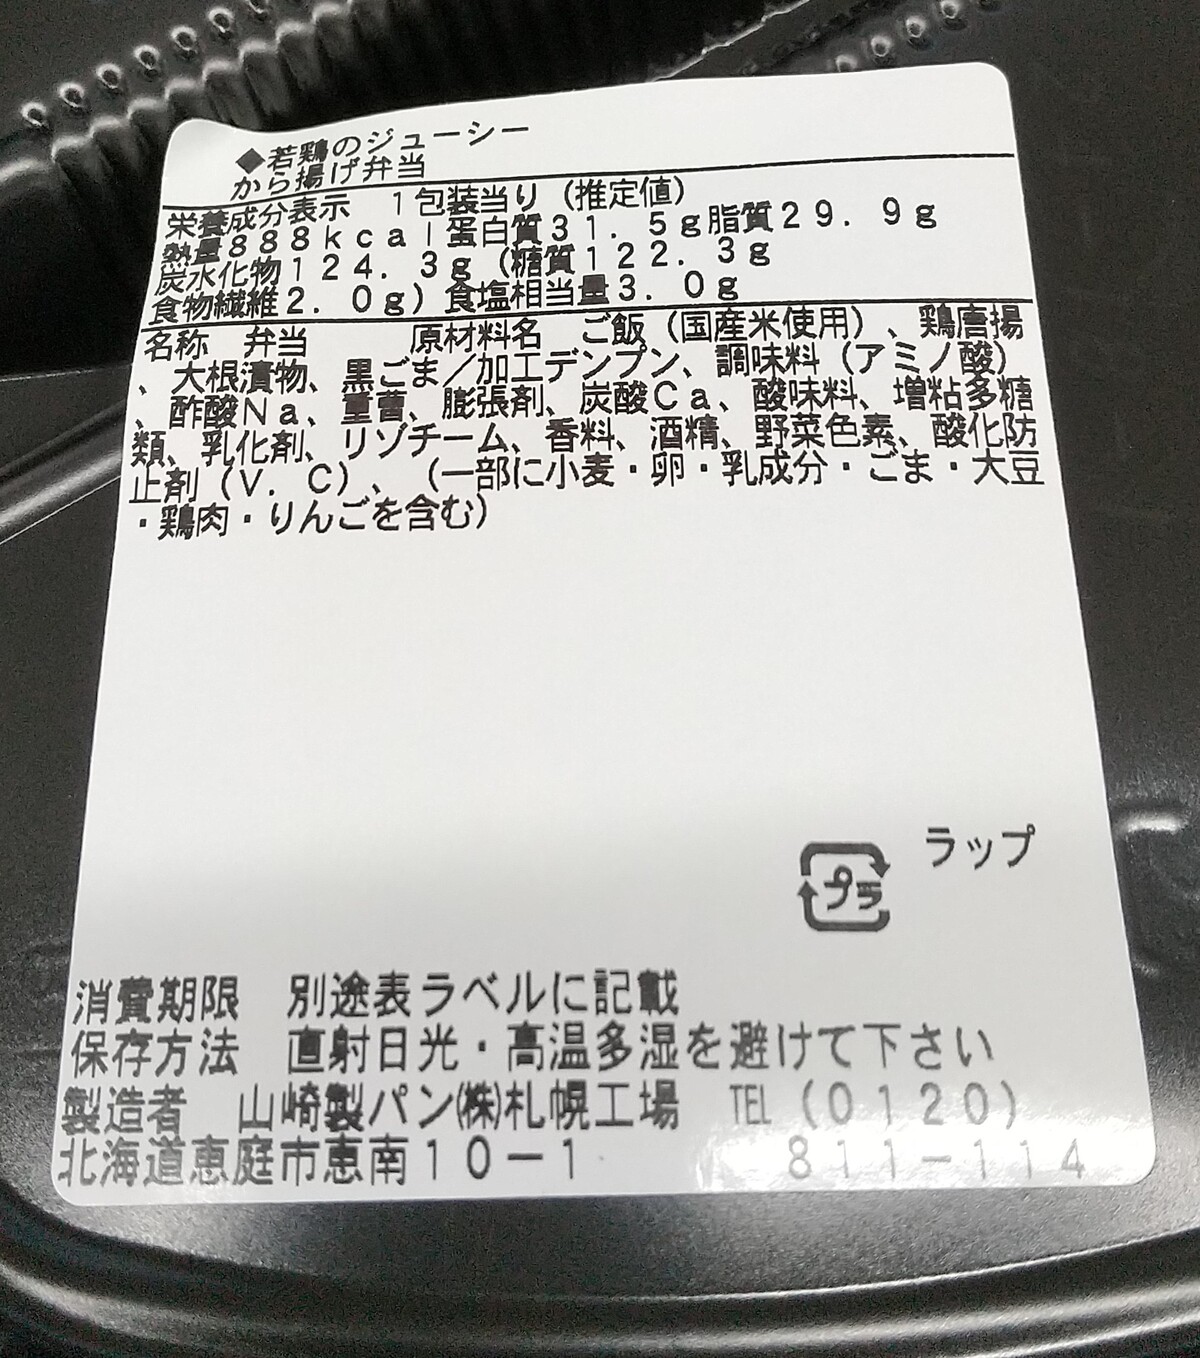 ◆若鶏のジューシー
から揚げ弁当
栄養成分表示　１包装当り（推定値）
熱量８８８ｋｃａｌ蛋白質３１．５ｇ脂質２９．９ｇ
炭水化物１２４．３ｇ（糖質１２２．３ｇ
食物繊維２．０ｇ）食塩相当量３．０ｇ
名称　弁当　　　原材料名　ご飯（国産米使用）、鶏唐揚
、大根漬物、黒ごま／加工デンプン、調味料（アミノ酸）
、酢酸Ｎａ、重曹、膨張剤、炭酸Ｃａ、酸味料、増粘多糖
類、乳化剤、リゾチーム、香料、酒精、野菜色素、酸化防
止剤（Ｖ．Ｃ）、（一部に小麦・卵・乳成分・ごま・大豆
・鶏肉・りんごを含む）
ラップ
プラ
消費期限　別途表ラベルに記載
保存方法　直射日光・高温多湿を避けて下さい
製造者　山崎製パン㈱札幌工場　TEL（０１２０）
北海道恵庭市恵南１０－１　８１１－１１４